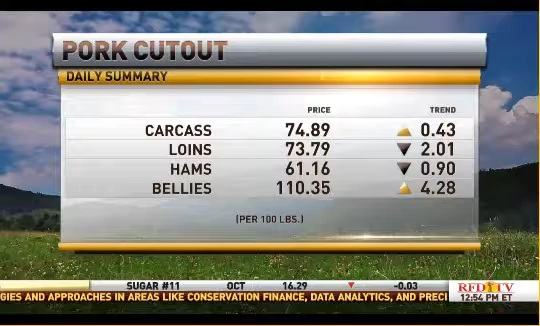 PORK CUTOUT
DAILY SUMMARY
PRICE TREND
CARCASS 74.89 ▲ 0.43
LOINS 73.79 ▼ 2.01
HAMS 61.16 ▼ 0.90
BELLIES 110.35 ▲ 4.28
(PER 100 LBS.)
SUGAR #11 OCT 16.29 ▼ -0.03
RFD TV
GIES AND APPROACHES IN AREAS LIKE CONSERVATION FINANCE, DATA ANALYTICS, AND PRECI
12:54 PM ET